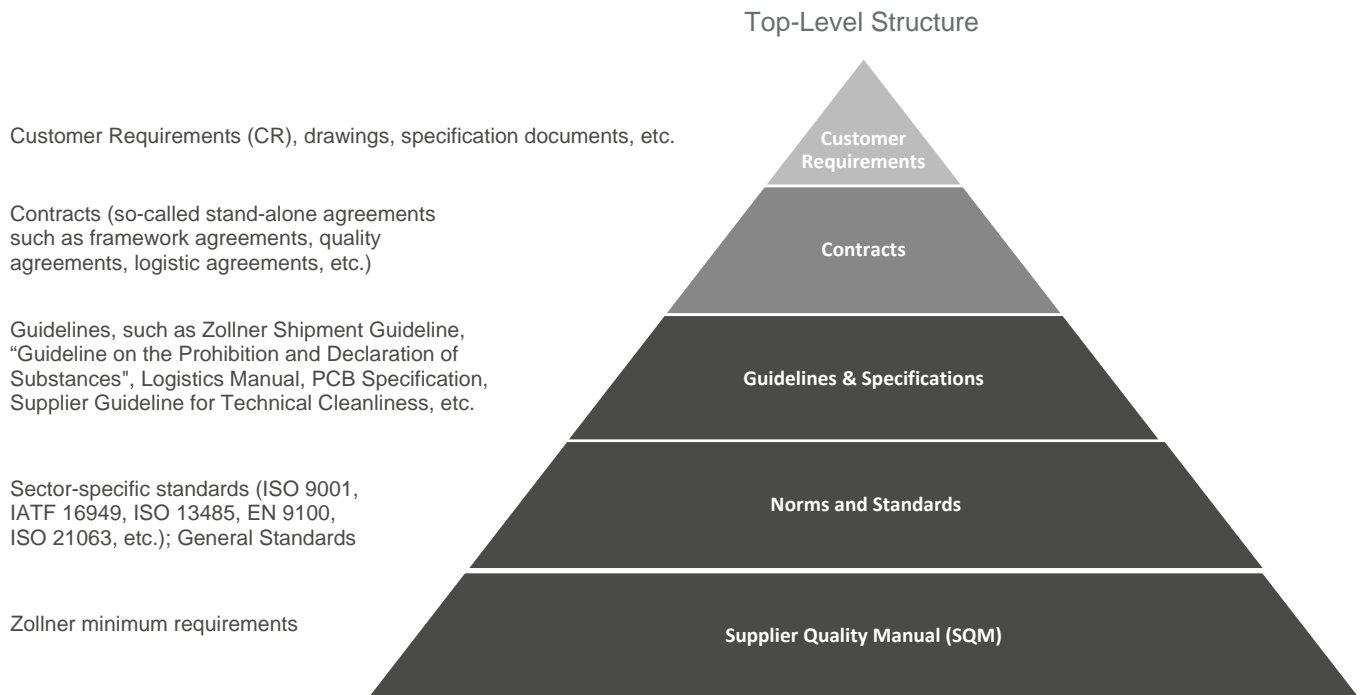 Top-Level Structure
Customer Requirements (CR), drawings, specification documents, etc.
Customer
Requirements
Contracts (so-called stand-alone agreements
such as framework agreements, quality
agreements, logistic agreements, etc.)
Contracts
Guidelines, such as Zollner Shipment Guideline,
“Guideline on the Prohibition and Declaration of
Substances", Logistics Manual, PCB Specification,
Supplier Guideline for Technical Cleanliness, etc.
Guidelines & Specifications
Sector-specific standards (ISO 9001,
IATF 16949, ISO 13485, EN 9100,
ISO 21063, etc.); General Standards
Norms and Standards
Zollner minimum requirements
Supplier Quality Manual (SQM)